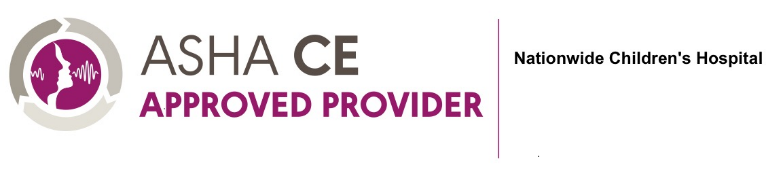 ASHA CE
APPROVED PROVIDER
Nationwide Children's Hospital